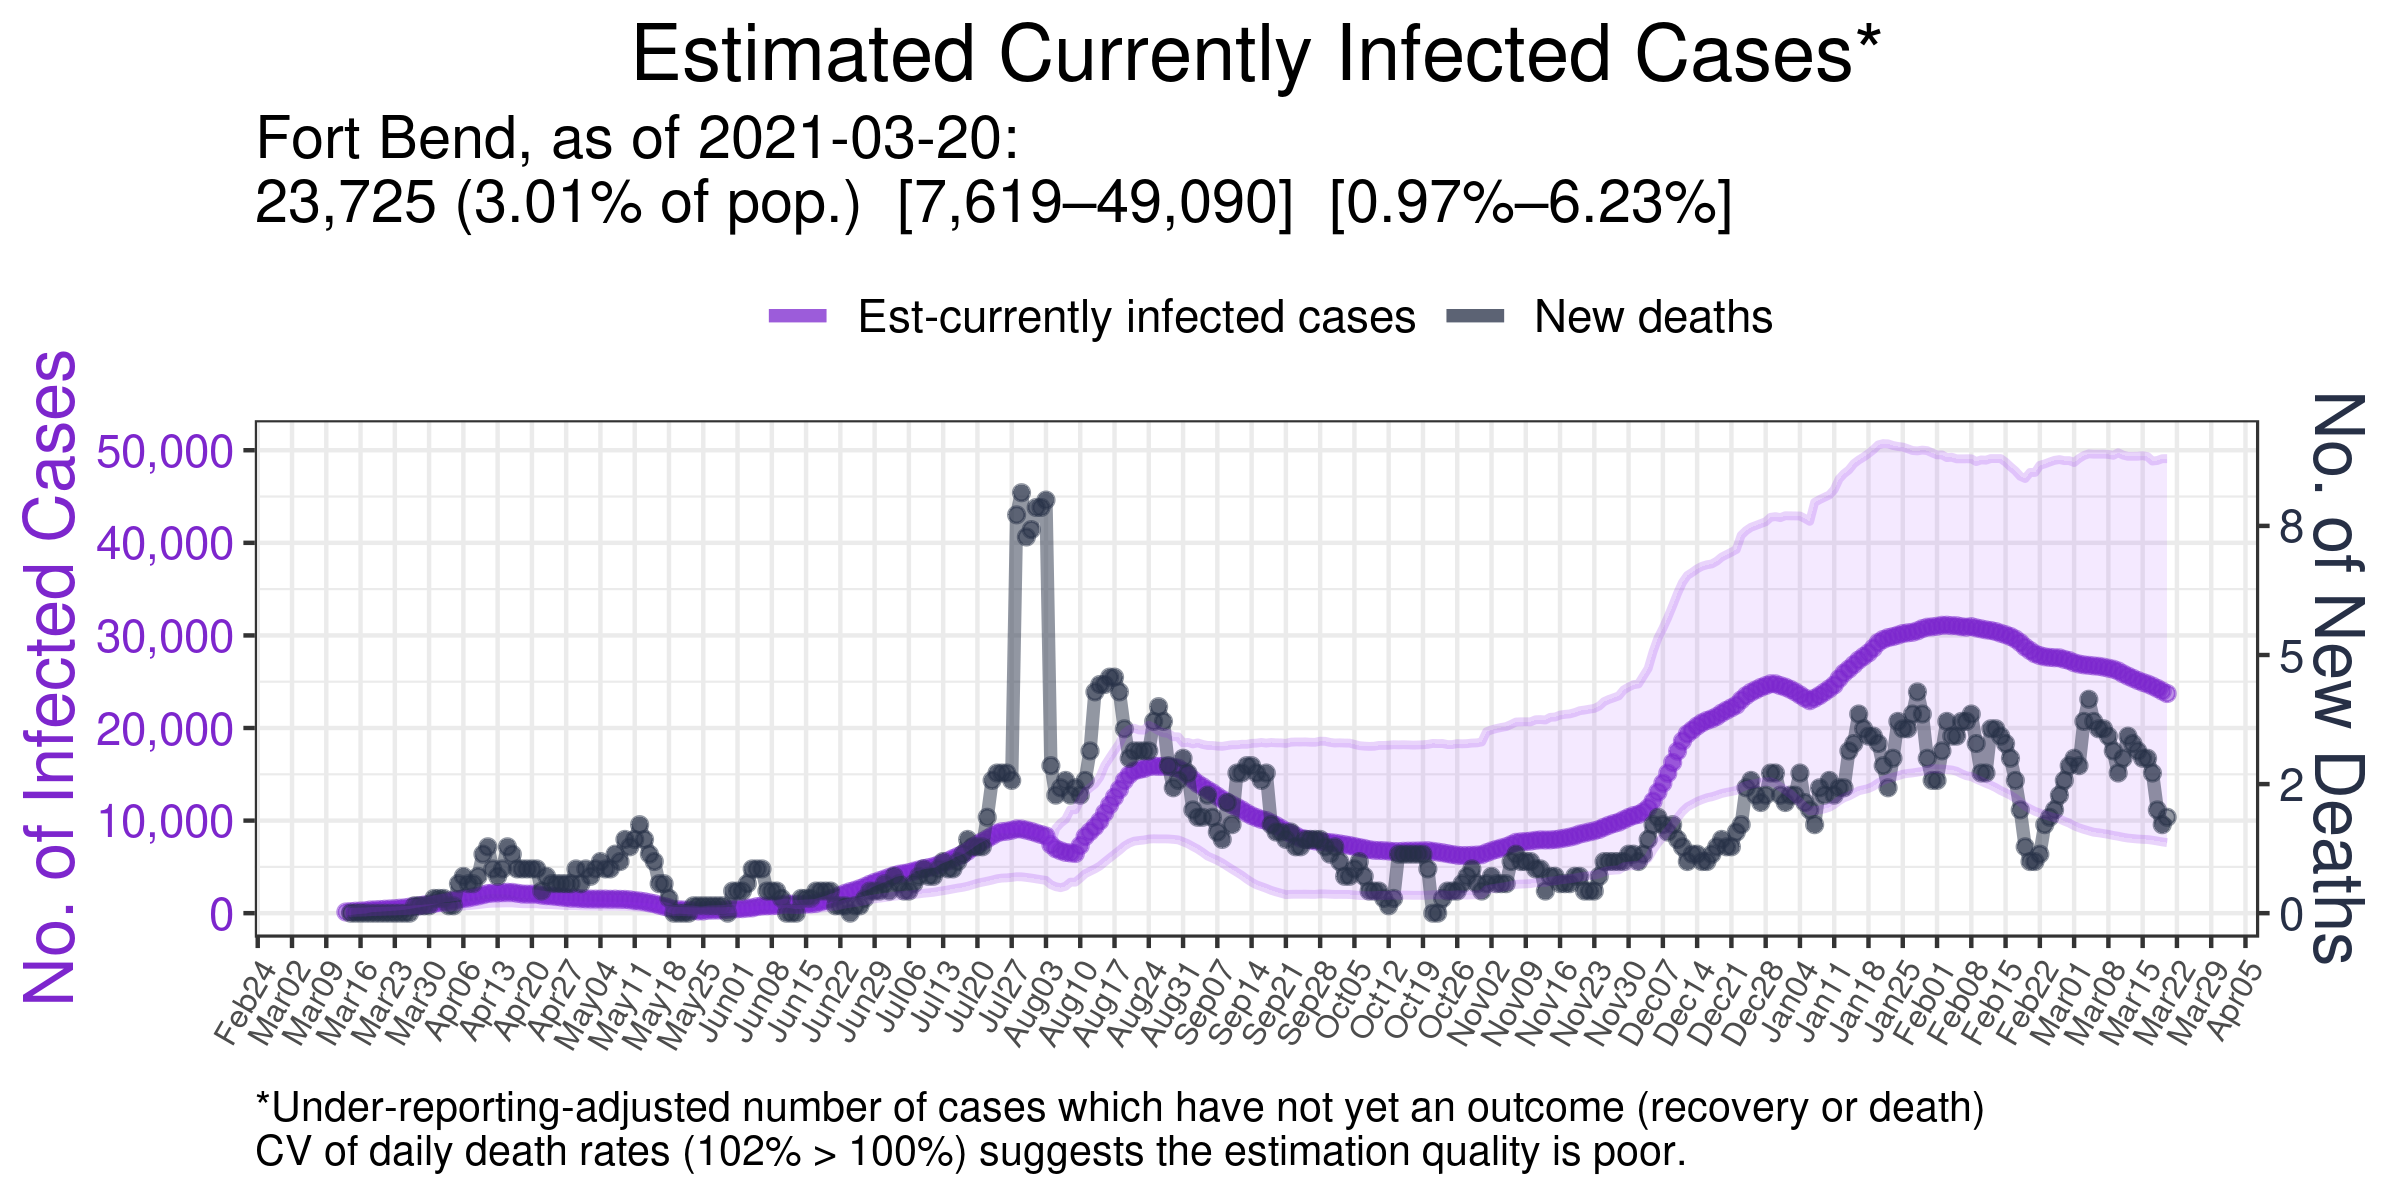 Estimated Currently Infected Cases*
Fort Bend, as of 2021-03-20:
23,725 (3.01% of pop.)  [7,619–49,090]  [0.97%–6.23%]
Est-currently infected cases
New deaths
No. of Infected Cases
50,000
40,000
30,000
20,000
10,000
0
No. of New Deaths
8
5
2
0
Feb24
Mar02
Mar09
Mar16
Mar23
Mar30
Apr06
Apr13
Apr20
Apr27
May04
May11
May18
May25
Jun01
Jun08
Jun15
Jun22
Jun29
Jul06
Jul13
Jul20
Jul27
Aug03
Aug10
Aug17
Aug24
Aug31
Sep07
Sep14
Sep21
Sep28
Oct05
Oct12
Oct19
Oct26
Nov02
Nov09
Nov16
Nov23
Nov30
Dec07
Dec14
Dec21
Dec28
Jan04
Jan11
Jan18
Jan25
Feb01
Feb08
Feb15
Feb22
Mar01
Mar08
Mar15
Mar22
Mar29
Apr05
*Under-reporting-adjusted number of cases which have not yet an outcome (recovery or death)
CV of daily death rates (102% > 100%) suggests the estimation quality is poor.